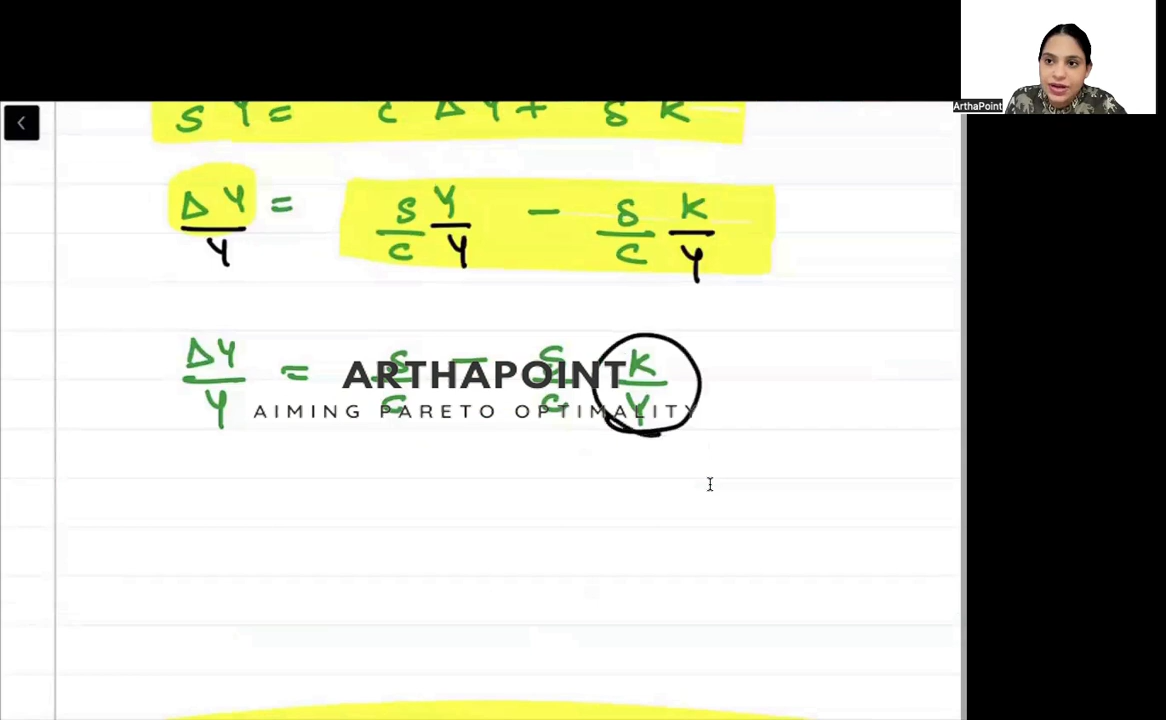 ArthaPoint
s Y = c Δ Y + δ K
ΔY/Y = s/c Y/Y − δ/c K/Y
ΔY/Y = s/c − δ/c K/Y
ARTHAPOINT
AIMING PARETO OPTIMALITY